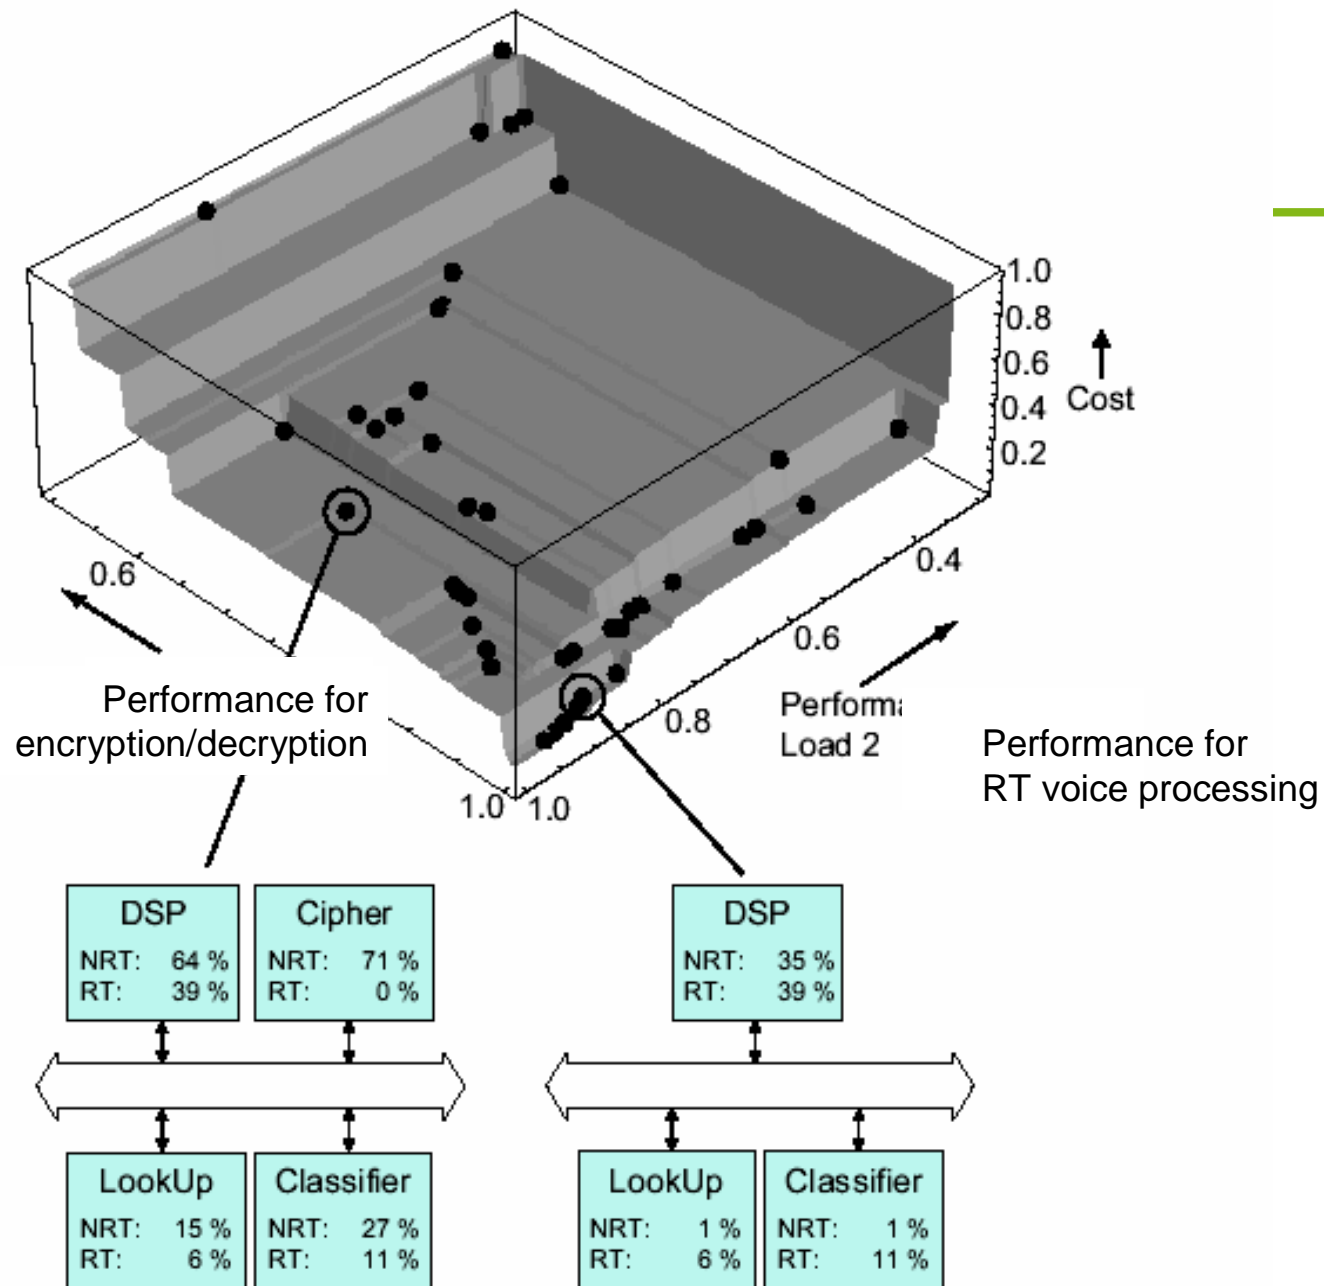 1.0
0.8
0.6
0.4
0.2
Cost
0.6
0.4
0.6
0.8
1.0 1.0
Performance for
encryption/decryption
Load 2
Performance for
RT voice processing
DSP
NRT: 64 %
RT: 39 %
Cipher
NRT: 71 %
RT: 0 %
DSP
NRT: 35 %
RT: 39 %
LookUp
NRT: 15 %
RT: 6 %
Classifier
NRT: 27 %
RT: 11 %
LookUp
NRT: 1 %
RT: 6 %
Classifier
NRT: 1 %
RT: 11 %